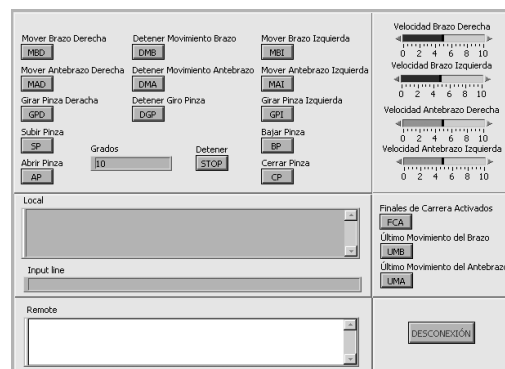 Mover Brazo Derecha Detener Movimiento Brazo Mover Brazo Izquierda
MBD DMB MBI
Mover Antebrazo Derecha Detener Movimiento Antebrazo Mover Antebrazo Izquierda
MAD DMA MAI
Girar Pinza Deracha Detener Giro Pinza Girar Pinza Izquierda
GPD DGP GPI
Subir Pinza Bajar Pinza
SP BP
Grados Detener
Abrir Pinza 10 STOP Cerrar Pinza
AP CP
Velocidad Brazo Derecha
0 2 4 6 8 10
Velocidad Brazo Izquierda
0 2 4 6 8 10
Velocidad Antebrazo Derecha
0 2 4 6 8 10
Velocidad Antebrazo Izquierda
0 2 4 6 8 10
Local
Input line
Finales de Carrera Activados
FCA
Último Movimiento del Brazo
UMB
Último Movimiento del Antebrazo
UMA
Remote
DESCONEXIÓN